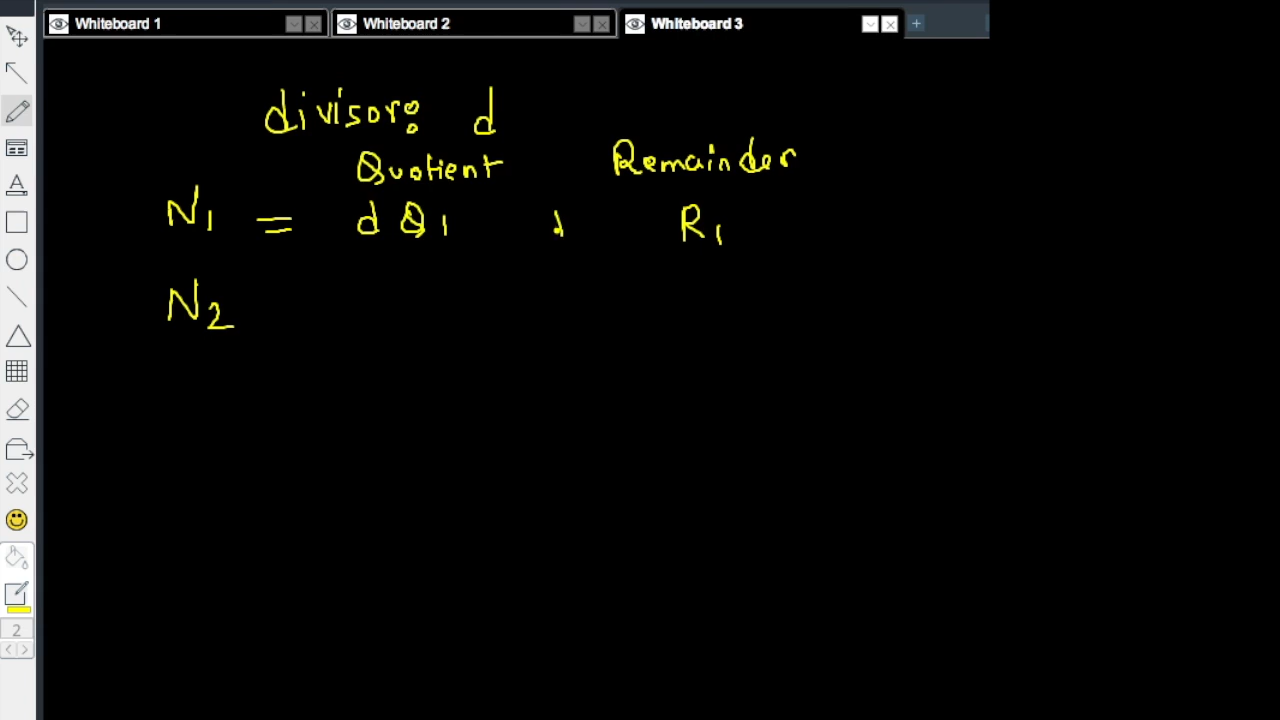 Whiteboard 1 Whiteboard 2 Whiteboard 3
divisor: d
Quotient Remainder
N1 = dQ1 , R1
N2
2